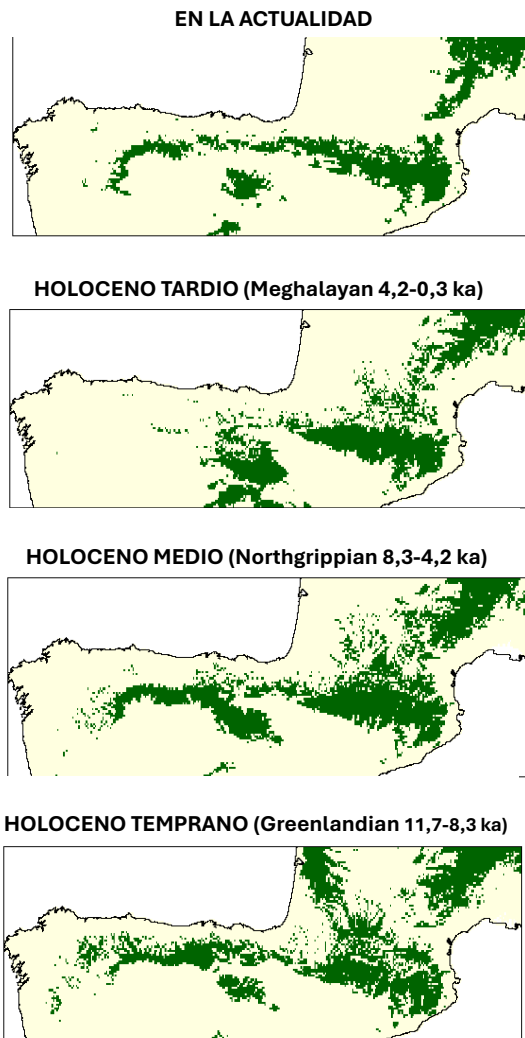 EN LA ACTUALIDAD
HOLOCENO TARDIO (Meghalayan 4,2-0,3 ka)
HOLOCENO MEDIO (Northgrippian 8,3-4,2 ka)
HOLOCENO TEMPRANO (Greenlandian 11,7-8,3 ka)